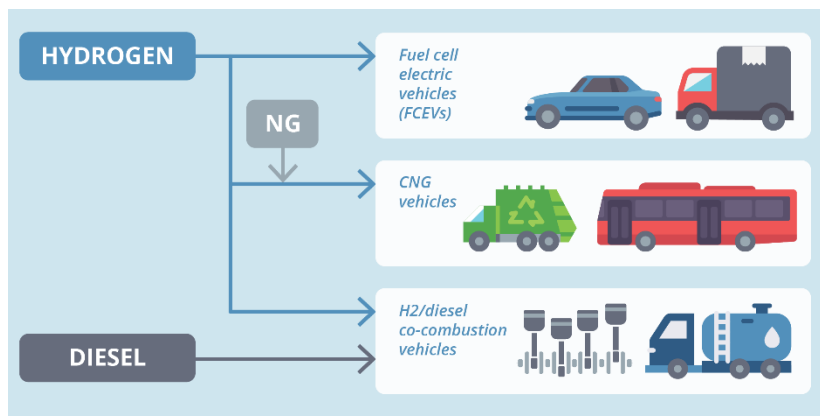 HYDROGEN
Fuel cell
electric
vehicles
(FCEVs)
NG
CNG
vehicles
H2/diesel
co-combustion
vehicles
DIESEL